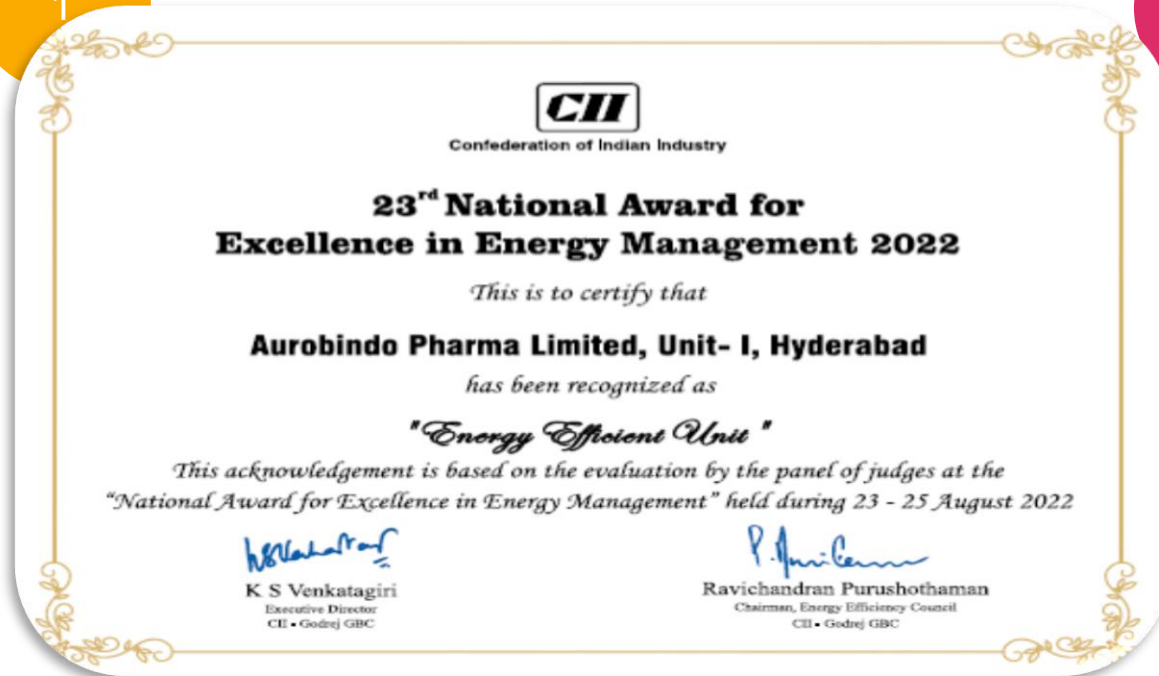 CII
Confederation of Indian Industry
23rd National Award for
Excellence in Energy Management 2022
This is to certify that
Aurobindo Pharma Limited, Unit- I, Hyderabad
has been recognized as
"Energy Efficient Unit"
This acknowledgement is based on the evaluation by the panel of judges at the
“National Award for Excellence in Energy Management” held during 23 - 25 August 2022
K S Venkatagiri
Executive Director
CII - Godrej GBC
Ravichandran Purushothaman
Chairman, Energy Efficiency Council
CII - Godrej GBC